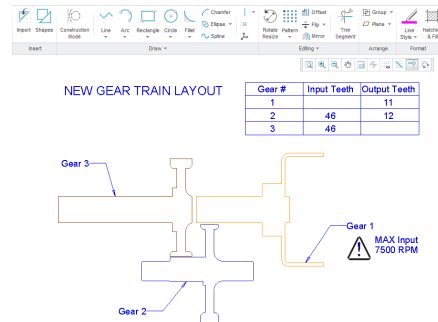 Import Shapes Construction Mode Line Arc Rectangle Circle Fillet
Chamfer
Ellipse
Spline
Rotate Resize Pattern
Offset
Flip
Mirror
Trim Segment
Group
Plane
Line Style
Hatch & Fill
Insert Draw Editing Arrange Format
NEW GEAR TRAIN LAYOUT
Gear # Input Teeth Output Teeth
1 11
2 46 12
3 46
Gear 3
Gear 1
MAX Input
7500 RPM
Gear 2